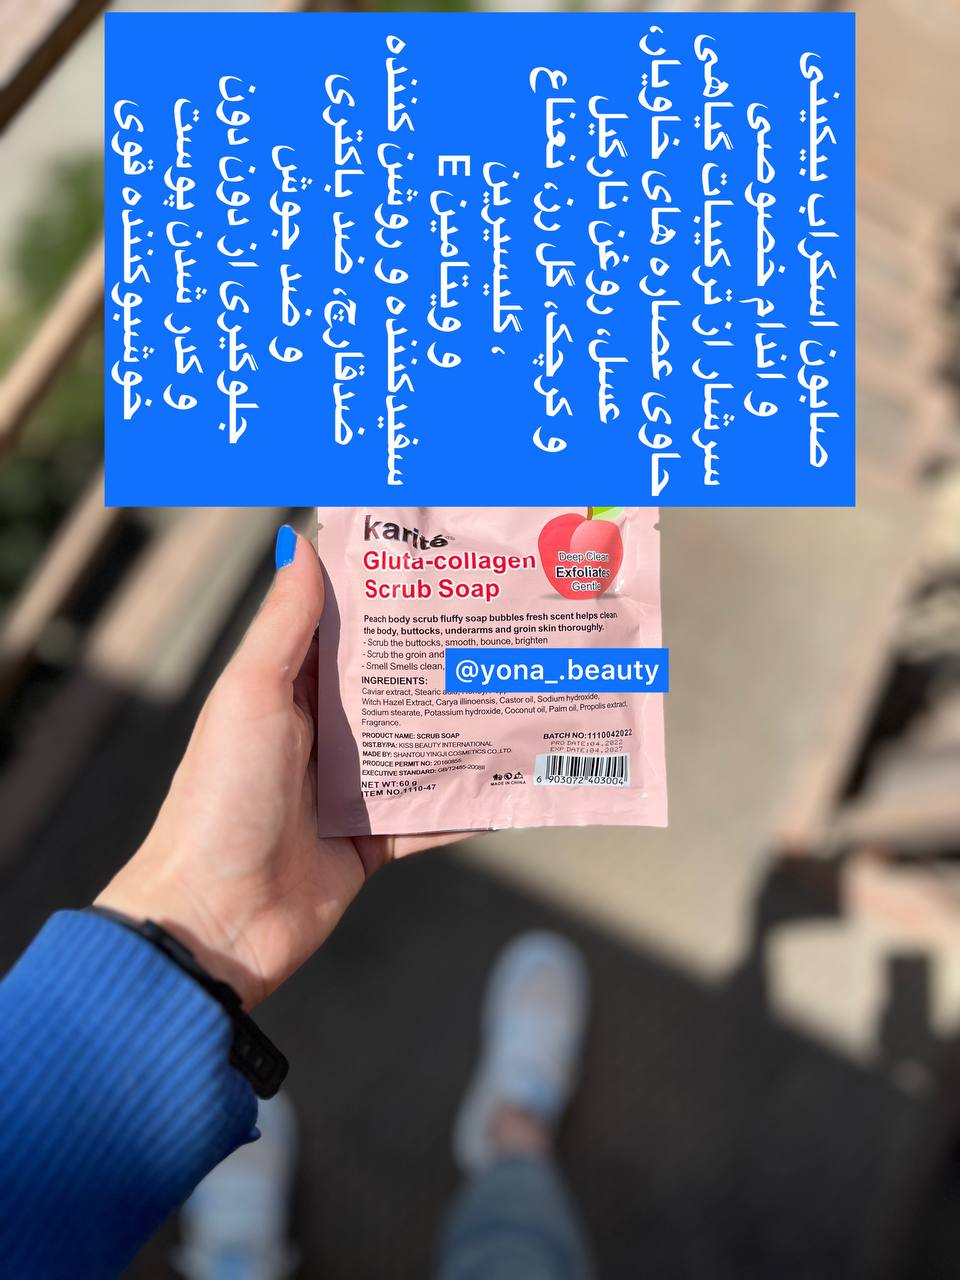 صابون اسکراب بیکینی
و اندام خصوصی
سرشار از ترکیبات گیاهی
حاوی عصاره های خاویار،
عسل، روغن نارگیل
و کرچک، گل رز، نعناع
، گلیسیرین
و ویتامین E
سفیدکننده و روشن کننده
ضدقارچ، ضد باکتری
و ضد جوش
جلوگیری از دون دون
و کدر شدن پوست
خوشبوکننده قوی
karité
Gluta-collagen
Scrub Soap
Deep Clean
Exfoliates
Gentle
Peach body scrub fluffy soap bubbles fresh scent helps clean
the body, buttocks, underarms and groin skin thoroughly.
- Scrub the buttocks, smooth, bounce, brighten
- Scrub the groin and
- Smell Smells clean,
@yona_.beauty
INGREDIENTS:
Caviar extract, Stearic acid,
Witch Hazel Extract, Carya illinoensis, Castor oil, Sodium hydroxide,
Sodium stearate, Potassium hydroxide, Coconut oil, Palm oil, Propolis extract,
Fragrance.
PRODUCT NAME: SCRUB SOAP
DIST.BY/PA: KISS BEAUTY INTERNATIONAL
MADE BY: SHANTOU YINGJI COSMETICS CO.,LTD.
PRODUCE PERMIT NO: 20160855
EXECUTIVE STANDARD: GB/T2485-2008II
NET WT:60 g
ITEM NO.1110-47
MADE IN CHINA
BATCH NO:1110042022
PRO DATE:04.2022
EXP DATE:04.2027
6 903072 403004